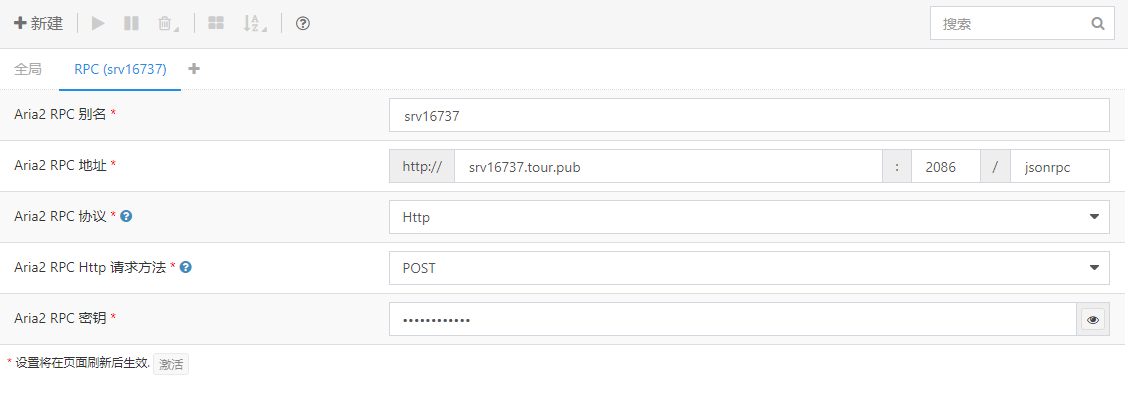 新建
搜索
全局 RPC (srv16737)
Aria2 RPC 别名 * srv16737
Aria2 RPC 地址 * http:// srv16737.tour.pub : 2086 / jsonrpc
Aria2 RPC 协议 * Http
Aria2 RPC Http 请求方法 * POST
Aria2 RPC 密钥 * ••••••••••••
* 设置将在页面刷新后生效. 激活